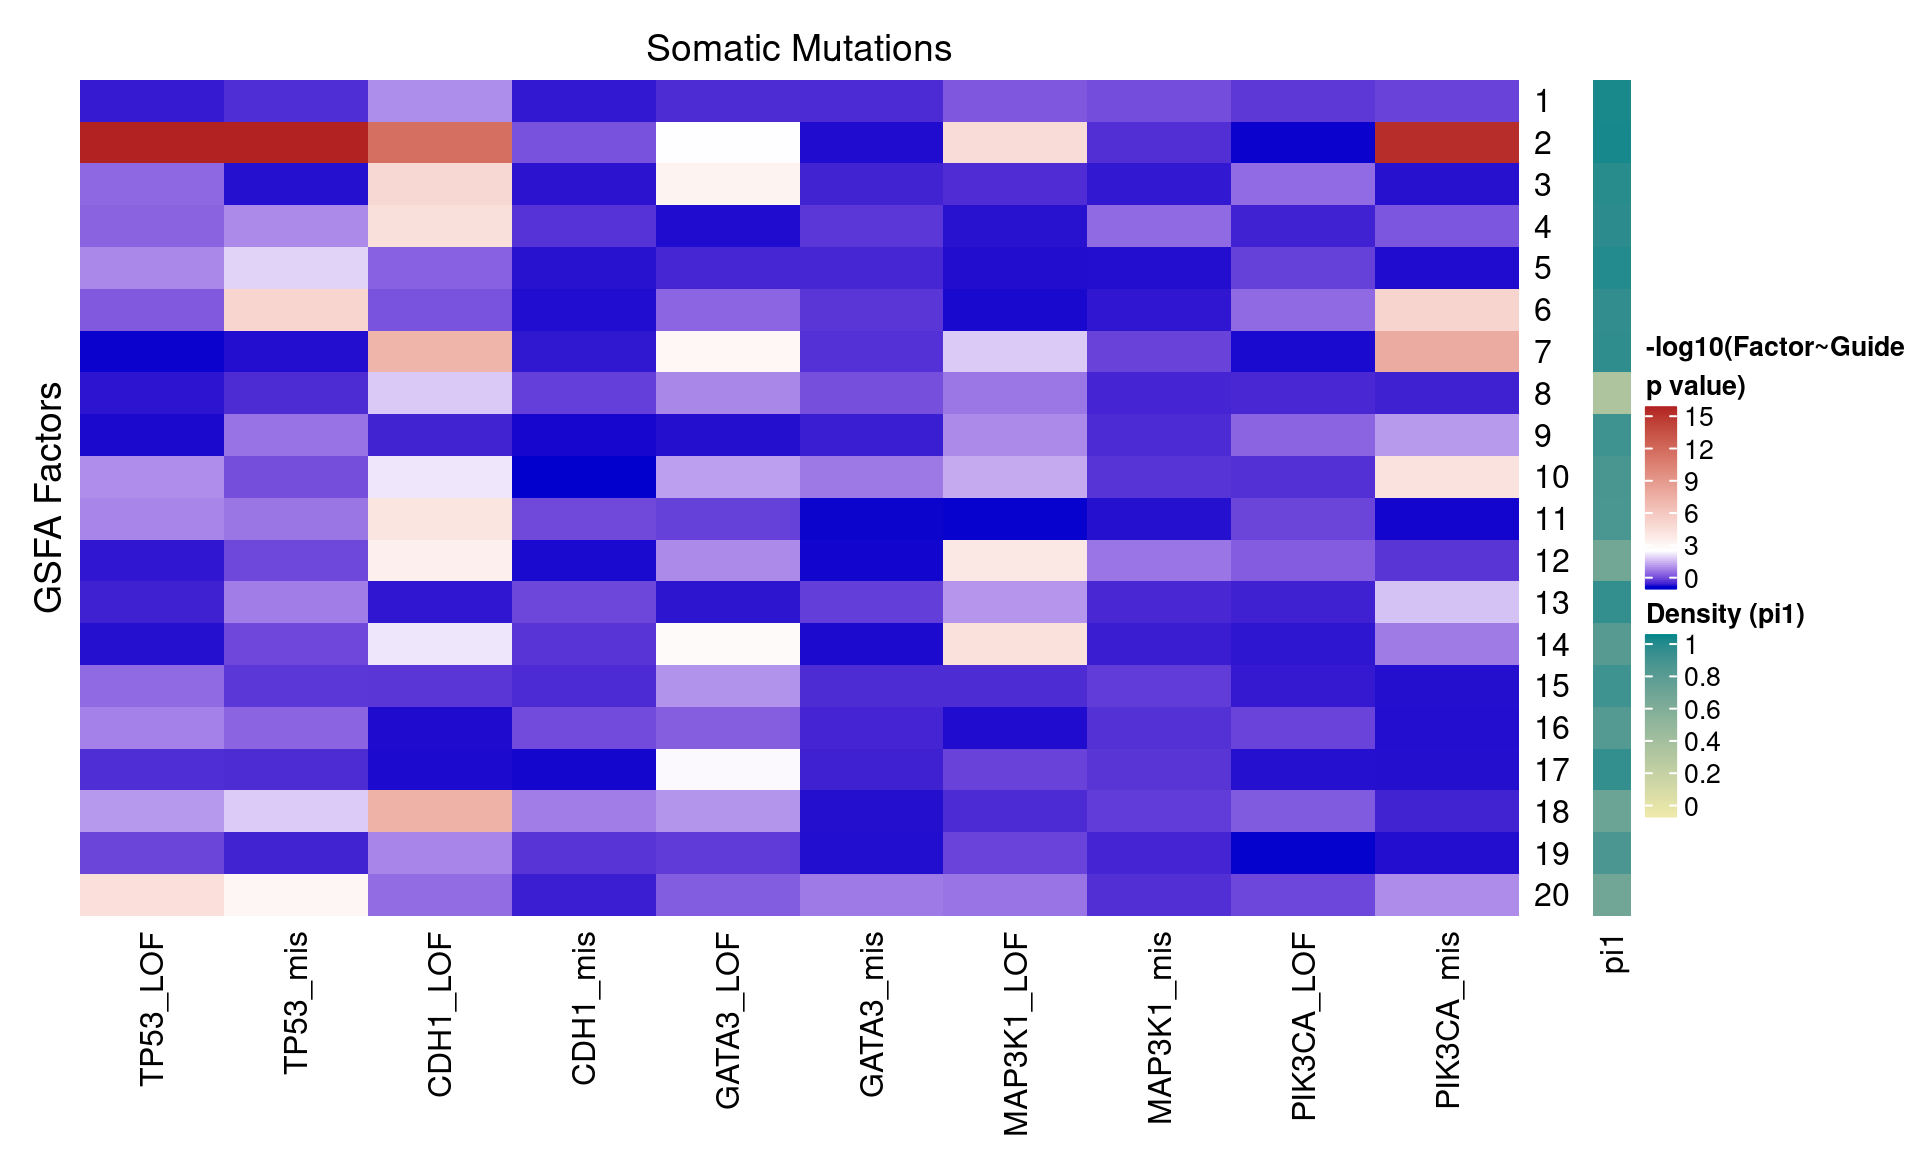 Somatic Mutations
GSFA Factors
1
2
3
4
5
6
7
8
9
10
11
12
13
14
15
16
17
18
19
20
TP53_LOF
TP53_mis
CDH1_LOF
CDH1_mis
GATA3_LOF
GATA3_mis
MAP3K1_LOF
MAP3K1_mis
PIK3CA_LOF
PIK3CA_mis
pi1
-log10(Factor~Guide
p value)
15
12
9
6
3
0
Density (pi1)
1
0.8
0.6
0.4
0.2
0